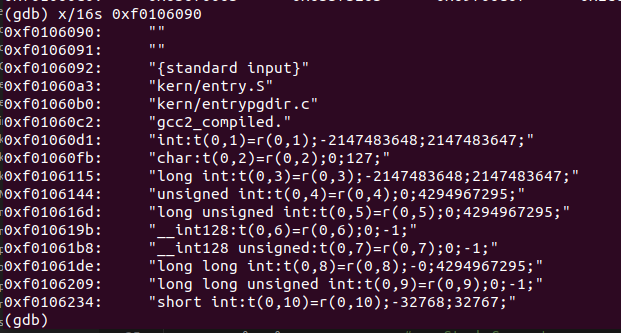 (gdb) x/16s 0xf0106090
0xf0106090: ""
0xf0106091: ""
0xf0106092: "{standard input}"
0xf01060a3: "kern/entry.S"
0xf01060b0: "kern/entrypgdir.c"
0xf01060c2: "gcc2_compiled."
0xf01060d1: "int:t(0,1)=r(0,1);-2147483648;2147483647;"
0xf01060fb: "char:t(0,2)=r(0,2);0;127;"
0xf0106115: "long int:t(0,3)=r(0,3);-2147483648;2147483647;"
0xf0106144: "unsigned int:t(0,4)=r(0,4);0;4294967295;"
0xf010616d: "long unsigned int:t(0,5)=r(0,5);0;4294967295;"
0xf010619b: "__int128:t(0,6)=r(0,6);0;-1;"
0xf01061b8: "__int128 unsigned:t(0,7)=r(0,7);0;-1;"
0xf01061de: "long long int:t(0,8)=r(0,8);-0;4294967295;"
0xf0106209: "long long unsigned int:t(0,9)=r(0,9);0;-1;"
0xf0106234: "short int:t(0,10)=r(0,10);-32768;32767;"
(gdb)